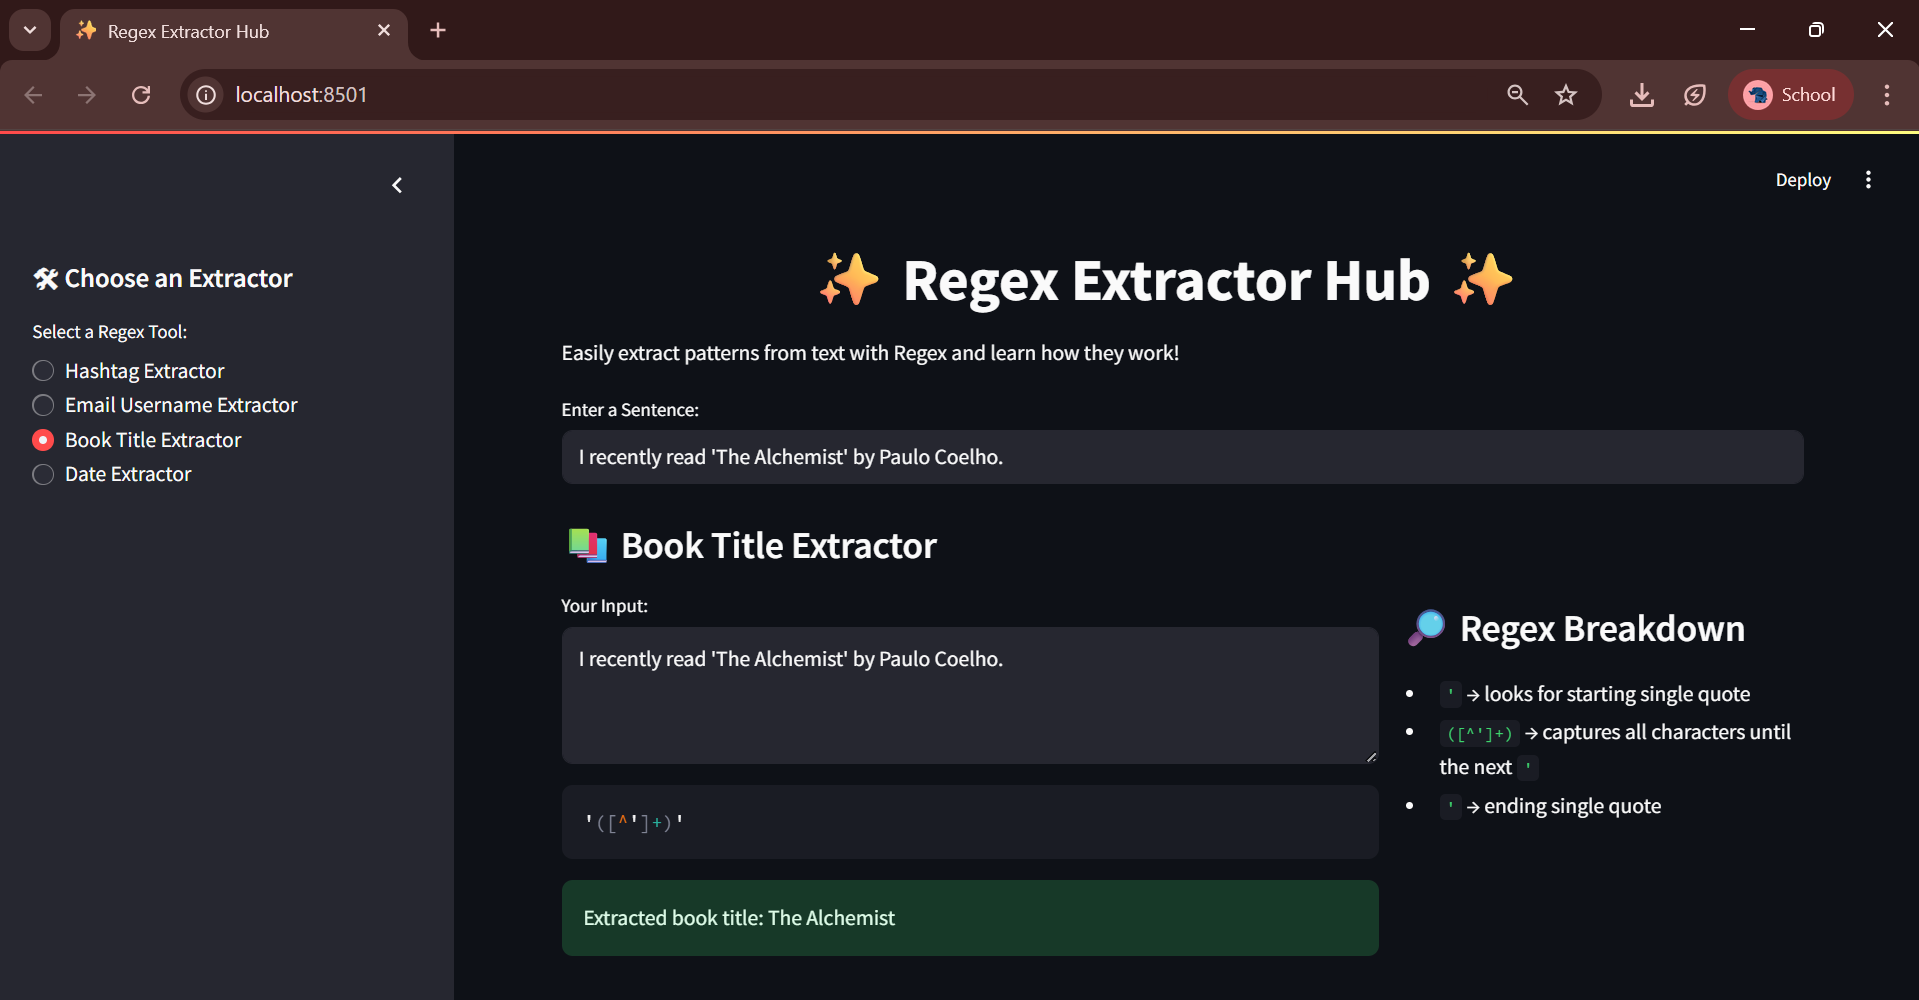 Regex Extractor Hub
localhost:8501
School
Deploy
🛠 Choose an Extractor
Select a Regex Tool:
Hashtag Extractor
Email Username Extractor
Book Title Extractor
Date Extractor
✨ Regex Extractor Hub ✨
Easily extract patterns from text with Regex and learn how they work!
Enter a Sentence:
I recently read 'The Alchemist' by Paulo Coelho.
📚 Book Title Extractor
Your Input:
I recently read 'The Alchemist' by Paulo Coelho.
'([^']+)'
Extracted book title: The Alchemist
🔎 Regex Breakdown
• ' → looks for starting single quote
• ([^']+) → captures all characters until
the next '
• ' → ending single quote